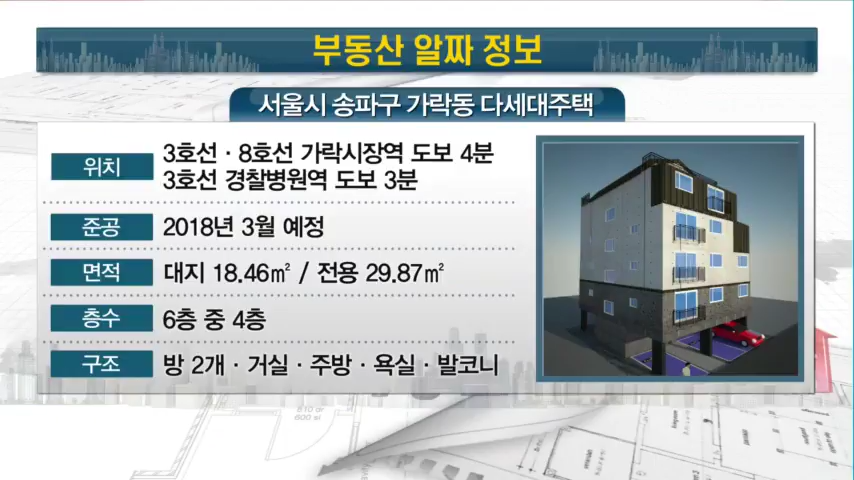 부동산 알짜 정보
서울시 송파구 가락동 다세대주택
위치
3호선 · 8호선 가락시장역 도보 4분
3호선 경찰병원역 도보 3분
준공
2018년 3월 예정
면적
대지 18.46㎡ / 전용 29.87㎡
층수
6층 중 4층
구조
방 2개 · 거실 · 주방 · 욕실 · 발코니